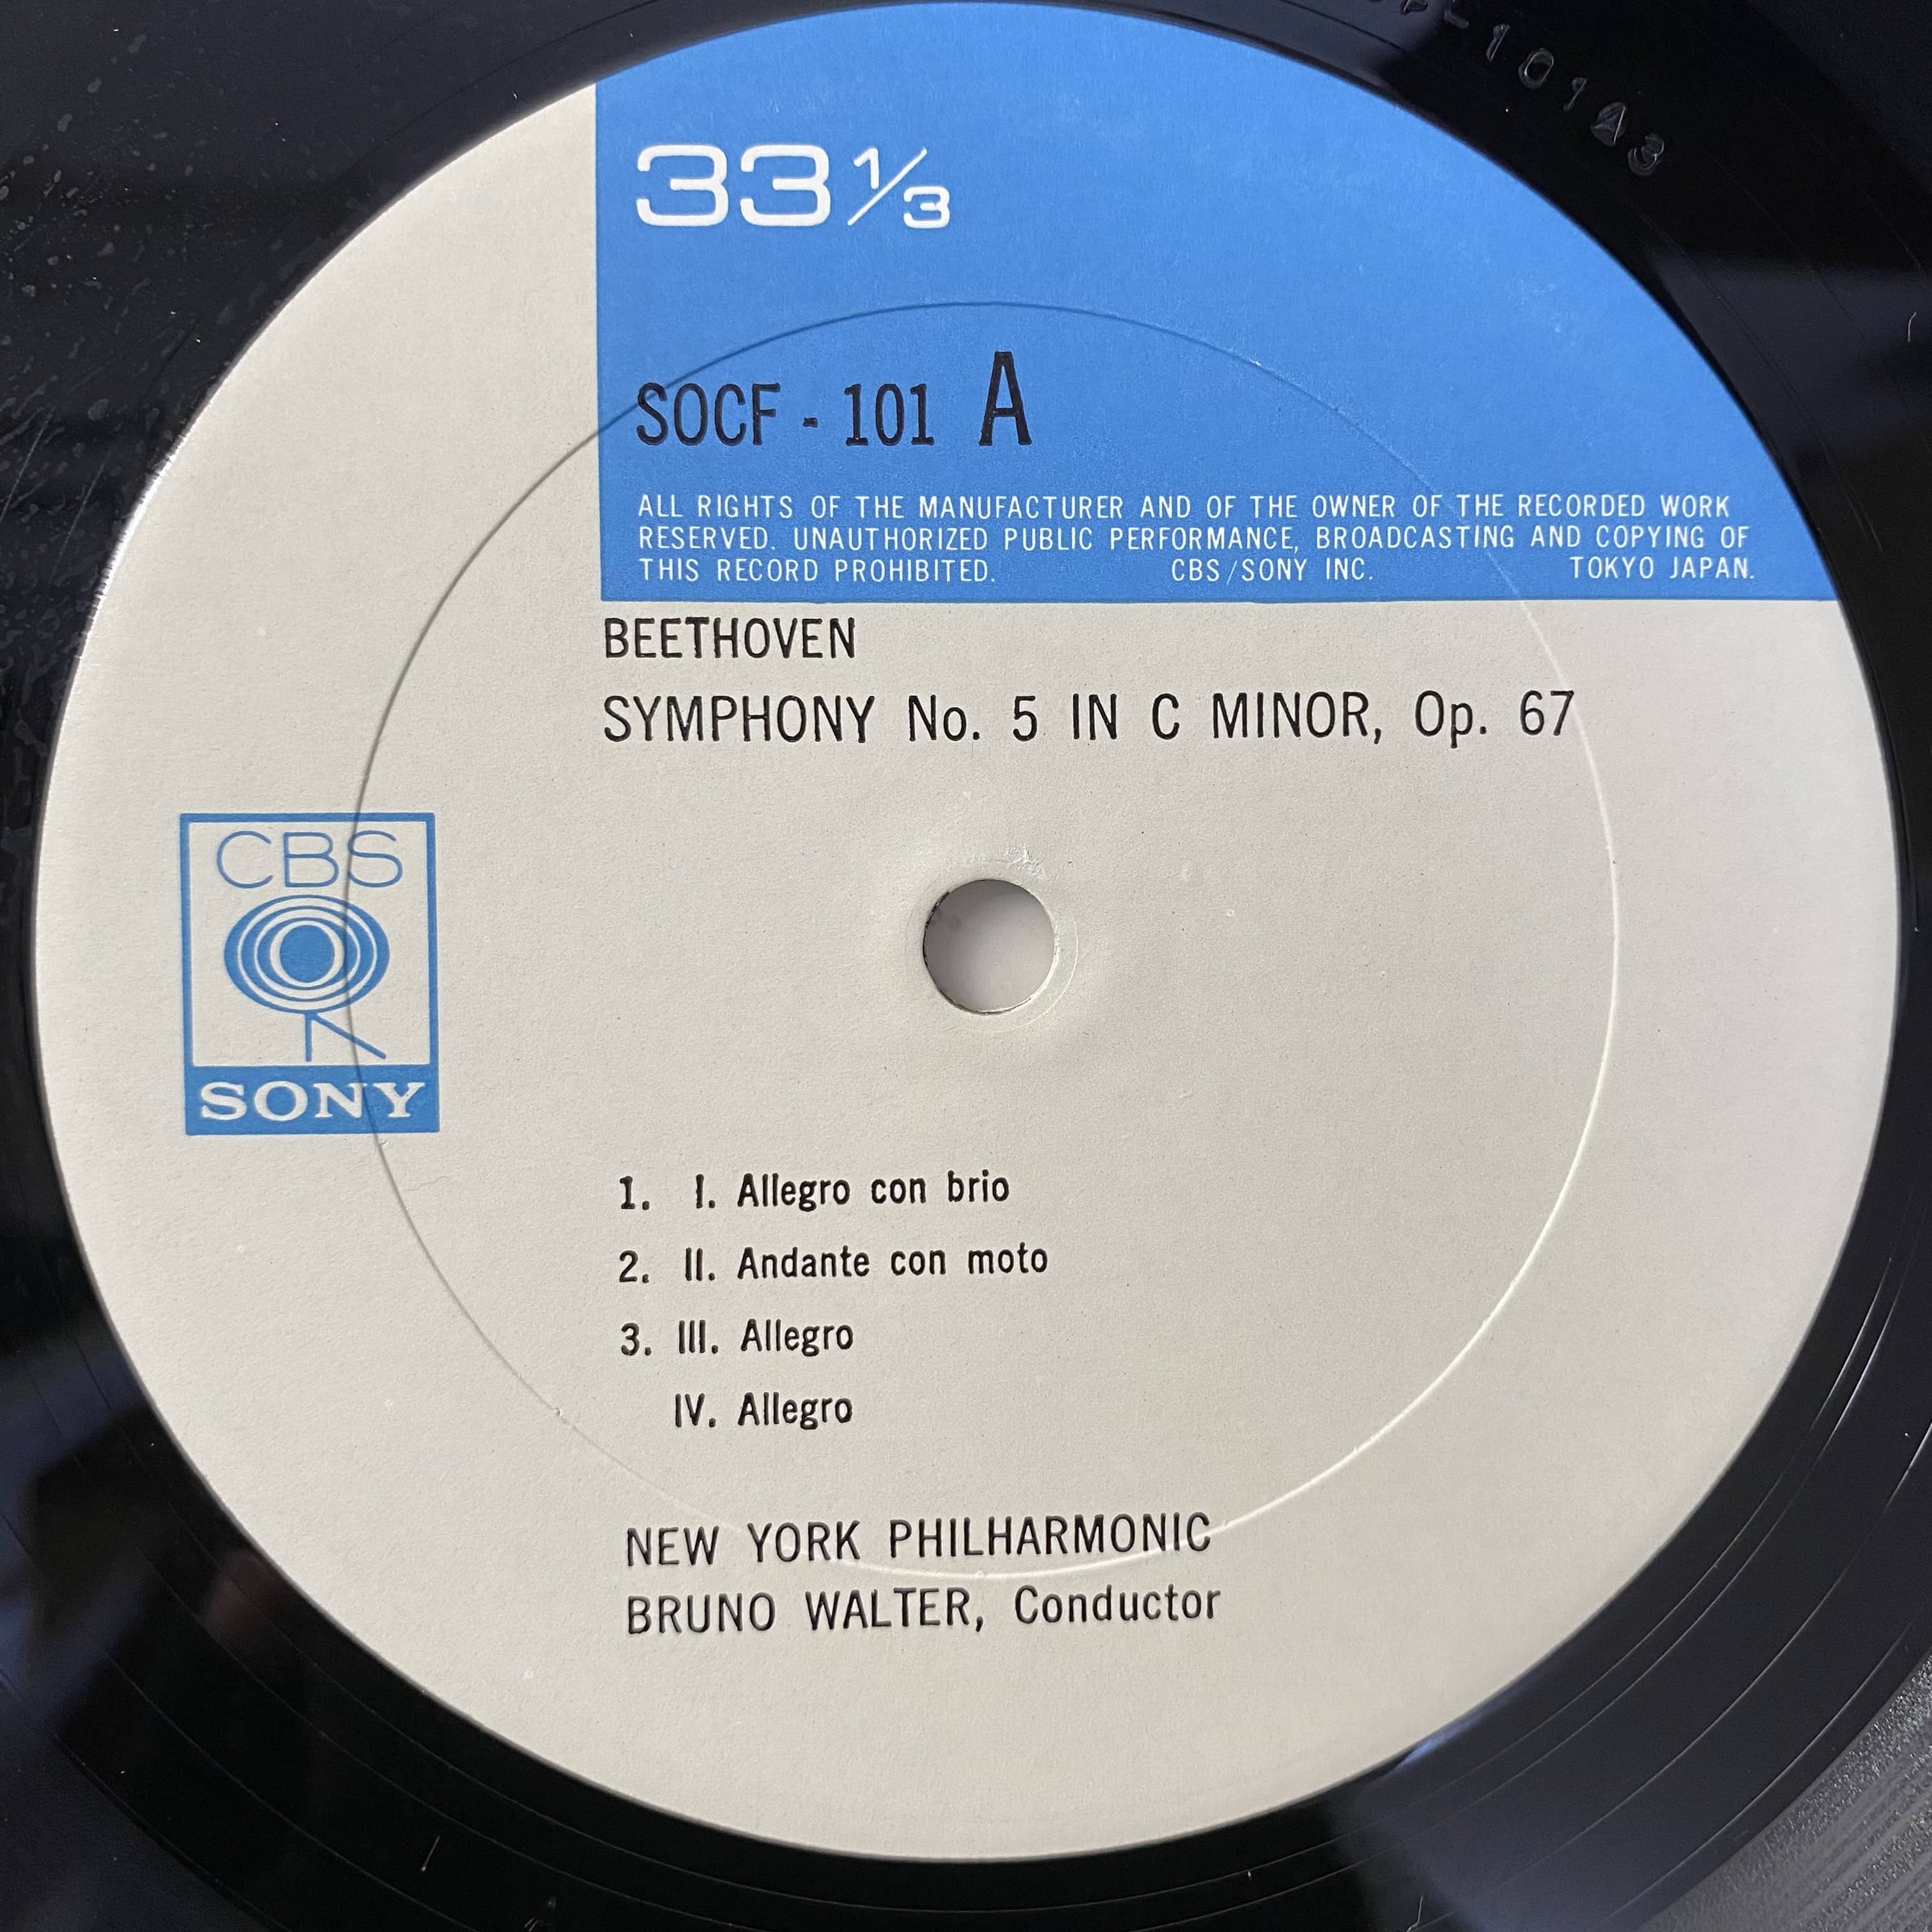 -101A3
33 1/3
SOCF - 101 A
ALL RIGHTS OF THE MANUFACTURER AND OF THE OWNER OF THE RECORDED WORK
RESERVED. UNAUTHORIZED PUBLIC PERFORMANCE, BROADCASTING AND COPYING OF
THIS RECORD PROHIBITED. CBS/SONY INC. TOKYO JAPAN.
BEETHOVEN
SYMPHONY No. 5 IN C MINOR, Op. 67
CBS
SONY
1. I. Allegro con brio
2. II. Andante con moto
3. III. Allegro
IV. Allegro
NEW YORK PHILHARMONIC
BRUNO WALTER, Conductor